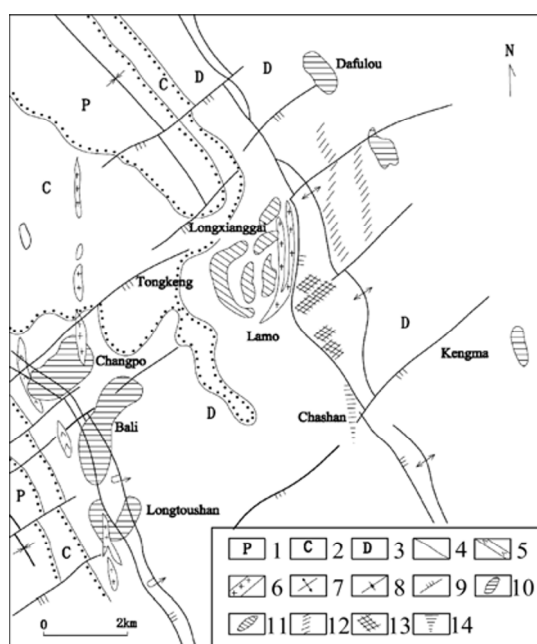 Dafulou
N
D
D
C
P
C
Longxianggai
Tongkeng
Lamo
D
Kengma
Changpo
Chashan
D
Bali
P
Longtoushan
C
P 1 C 2 D 3 4 5
6 7 8 9 10
11 12 13 14
0 2km